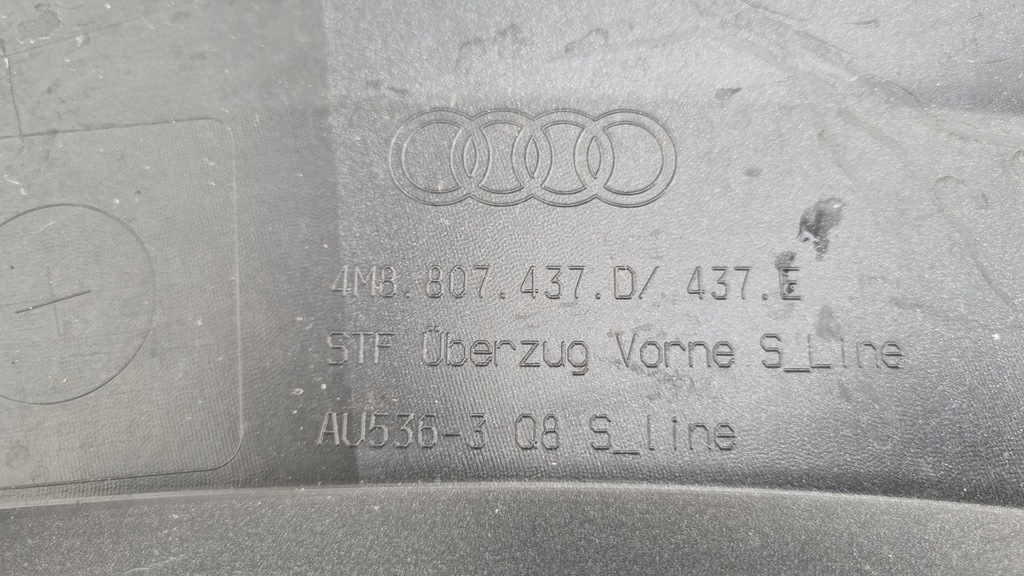 4M8.807.437.D/ 437.E
STF Überzug Vorne S_Line
AU536-3 Q8 S_line